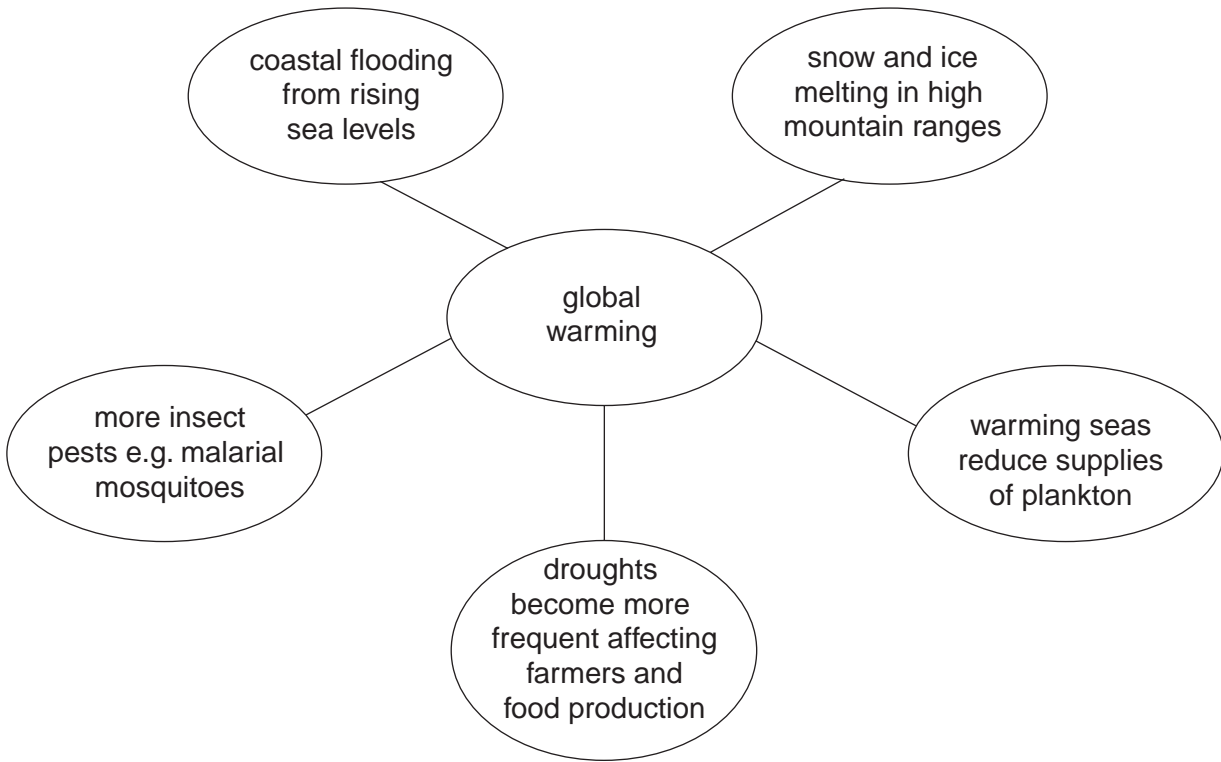 coastal flooding
from rising
sea levels
snow and ice
melting in high
mountain ranges
global
warming
more insect
pests e.g. malarial
mosquitoes
warming seas
reduce supplies
of plankton
droughts
become more
frequent affecting
farmers and
food production